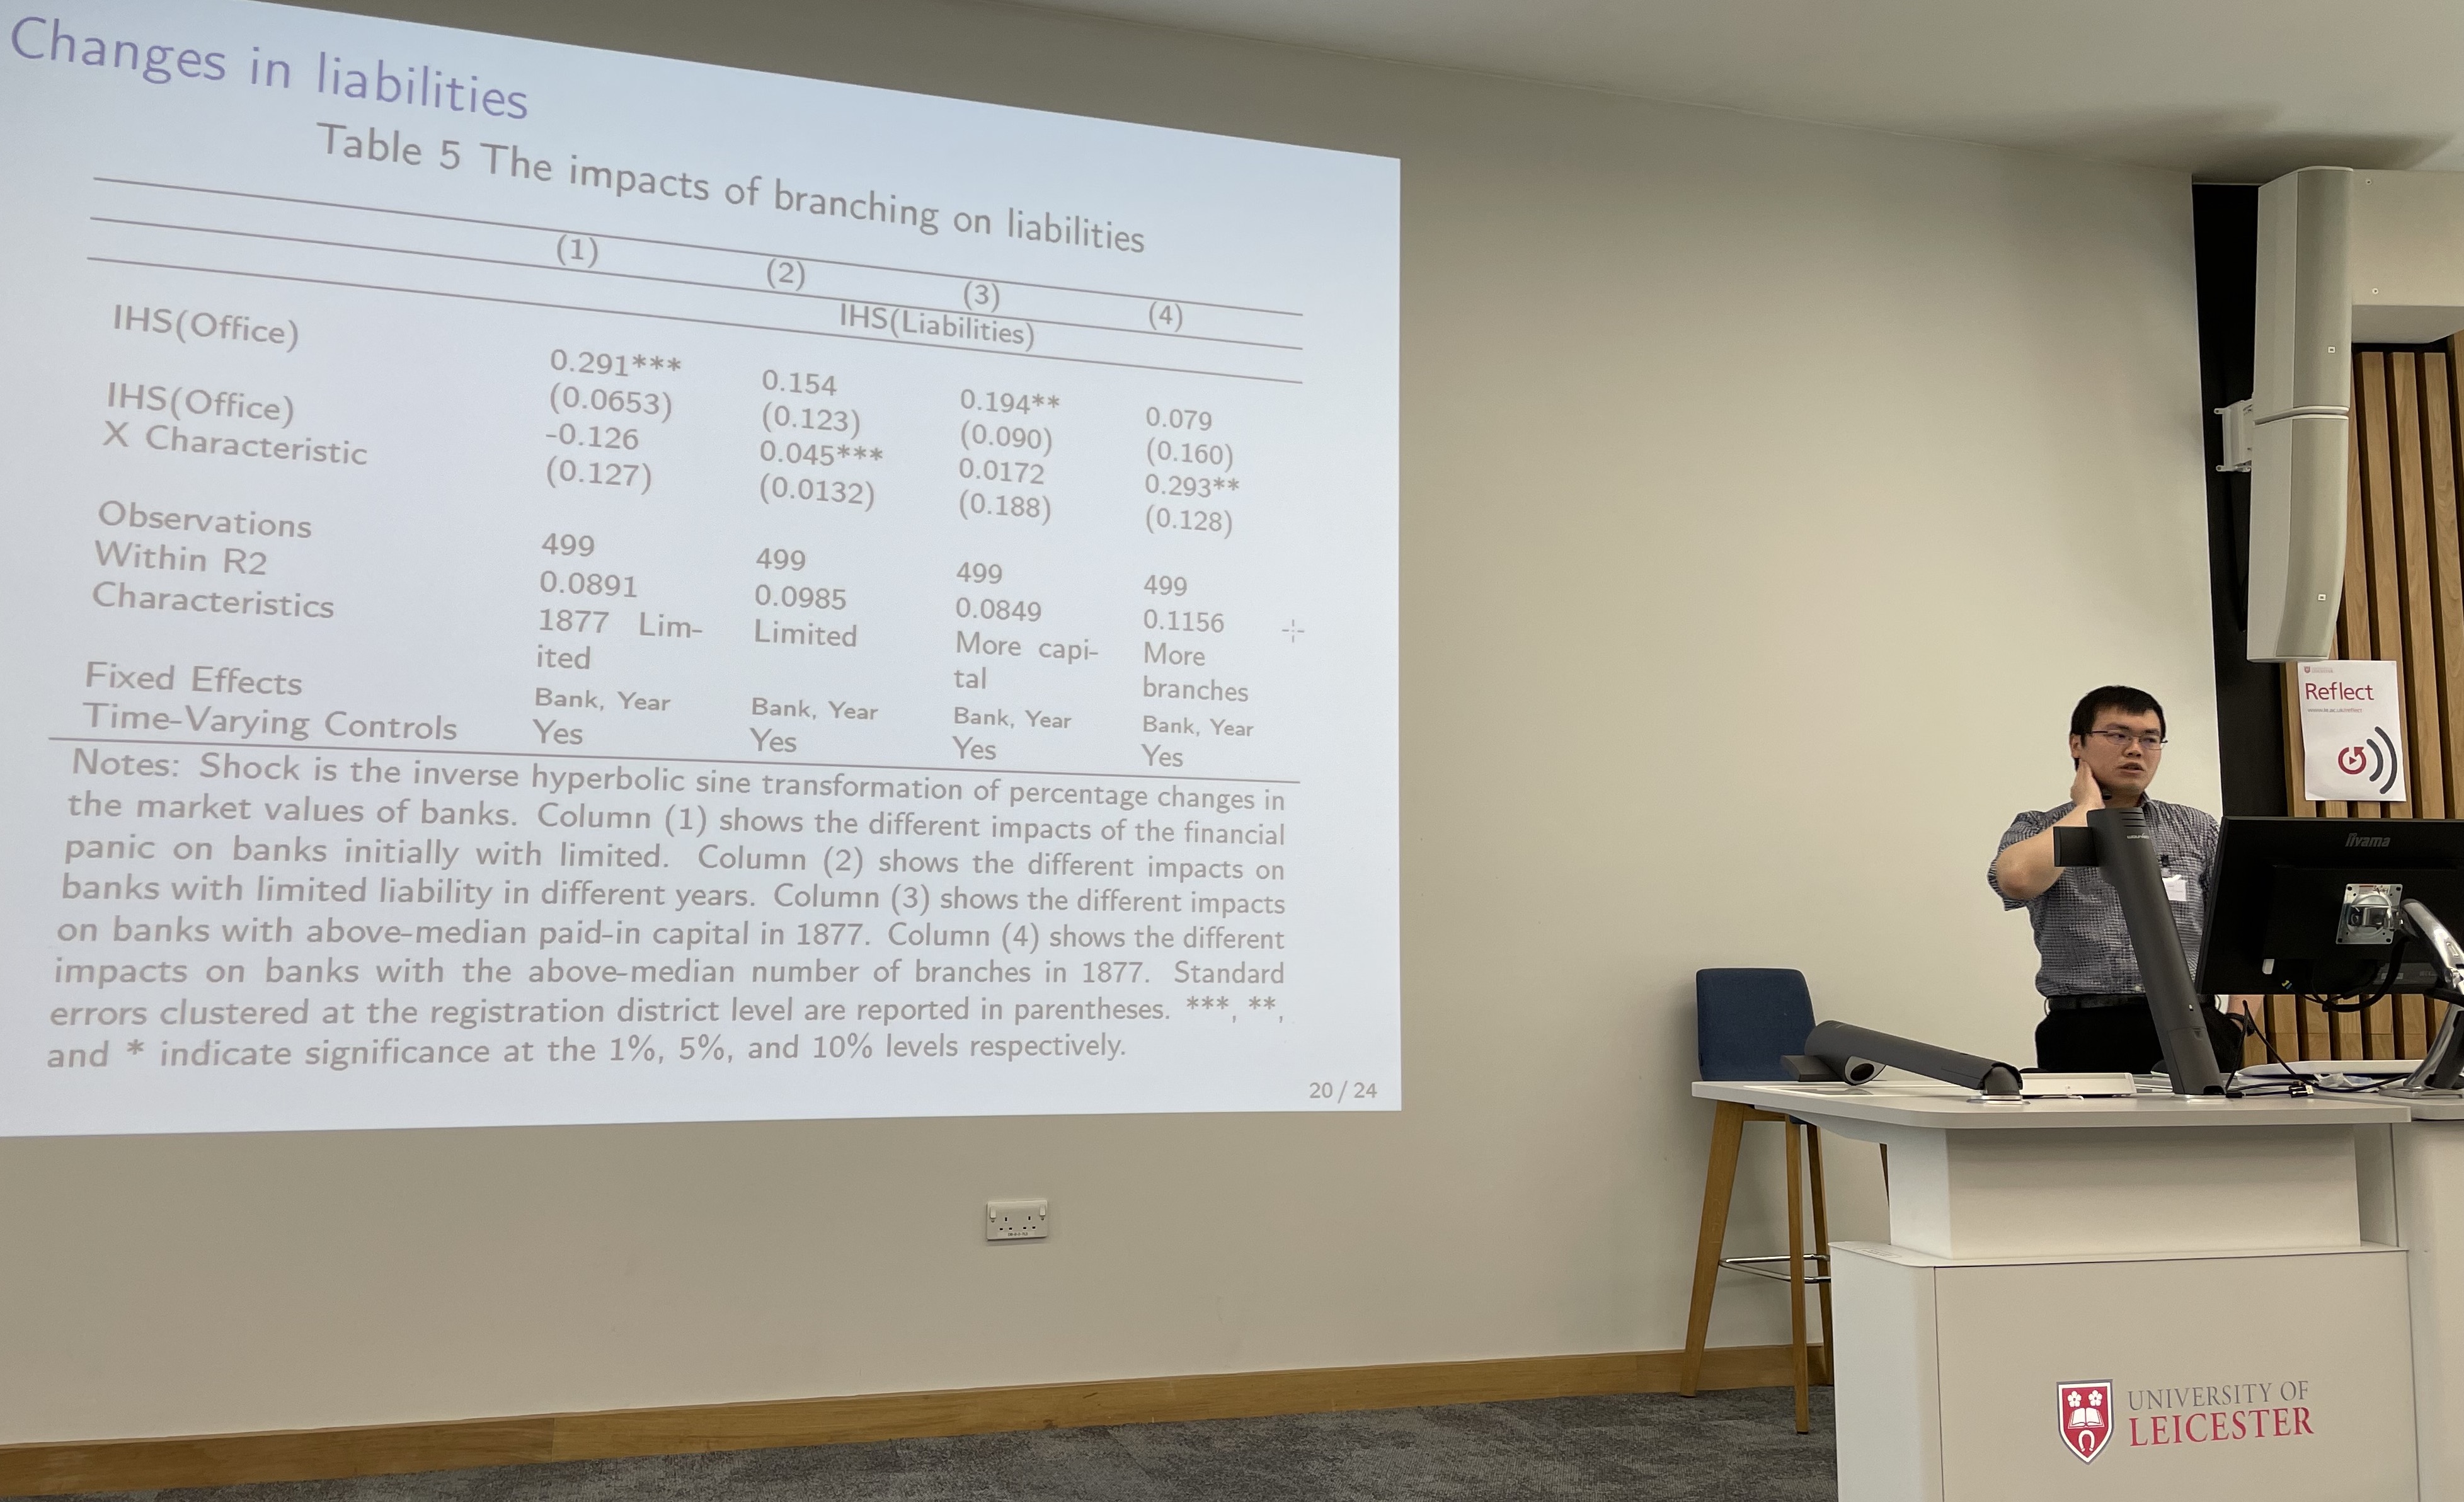 Changes in liabilities
Table 5 The impacts of branching on liabilities
(1) (2) (3) (4)
IHS(Liabilities)
IHS(Office) 0.291*** 0.154 0.194** 0.079
(0.0653) (0.123) (0.090) (0.160)
IHS(Office) -0.126 0.045*** 0.0172 0.293**
X Characteristic (0.127) (0.0132) (0.188) (0.128)
Observations 499 499 499 499
Within R2 0.0891 0.0985 0.0849 0.1156
Characteristics 1877 Lim- Limited More capi- More
ited tal branches
Fixed Effects Bank, Year Bank, Year Bank, Year Bank, Year
Time-Varying Controls Yes Yes Yes Yes
Notes: Shock is the inverse hyperbolic sine transformation of percentage changes in
the market values of banks. Column (1) shows the different impacts of the financial
panic on banks initially with limited. Column (2) shows the different impacts on
banks with limited liability in different years. Column (3) shows the different impacts
on banks with above-median paid-in capital in 1877. Column (4) shows the different
impacts on banks with the above-median number of branches in 1877. Standard
errors clustered at the registration district level are reported in parentheses. ***, **,
and * indicate significance at the 1%, 5%, and 10% levels respectively.
20 / 24
Reflect
iiyama
UNIVERSITY OF
LEICESTER